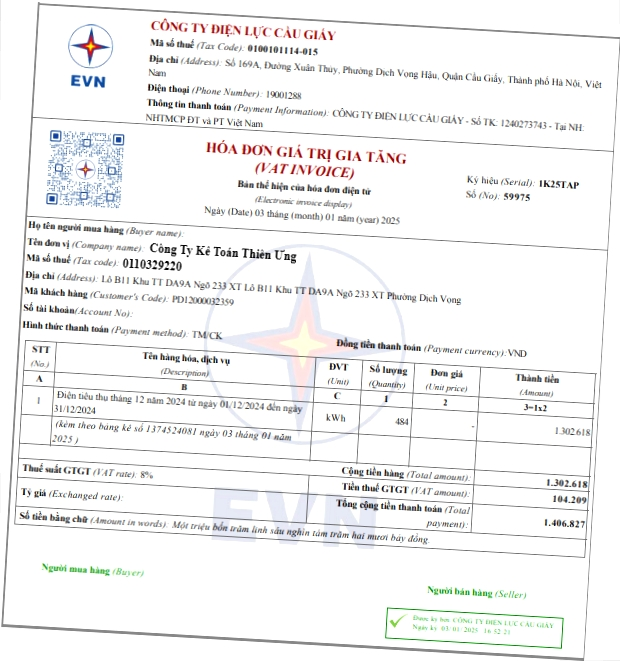 CÔNG TY ĐIỆN LỰC CẦU GIẤY
Mã số thuế (Tax Code): 0100101114-015
Địa chỉ (Address): Số 169A, Đường Xuân Thuỷ, Phường Dịch Vọng Hậu, Quận Cầu Giấy, Thành phố Hà Nội, Việt
Nam
Điện thoại (Phone Number): 19001288
Thông tin thanh toán (Payment Information): CÔNG TY ĐIỆN LỰC CẦU GIẤY - Số TK: 1240273743 - Tại NH:
NHTMCP ĐT và PT Việt Nam
EVN
HÓA ĐƠN GIÁ TRỊ GIA TĂNG
(VAT INVOICE)
Bản thể hiện của hóa đơn điện tử
(Electronic invoice display)
Ngày (Date) 03 tháng (month) 01 năm (year) 2025
Ký hiệu (Serial): 1K25TAP
Số (No): 59975
Họ tên người mua hàng (Buyer name):
Tên đơn vị (Company name): Công Ty Kế Toán Thiên Ưng
Mã số thuế (Tax code): 0110329220
Địa chỉ (Address): Lô B11 Khu TT DA9A Ngõ 233 XT Lô B11 Khu TT DA9A Ngõ 233 XT Phường Dịch Vọng
Mã khách hàng (Customer's Code): PD12000032359
Số tài khoản(Account No):
Hình thức thanh toán (Payment method): TM/CK
Đồng tiền thanh toán (Payment currency):VND
STT (No.) Tên hàng hóa, dịch vụ (Description) ĐVT (Unit) Số lượng (Quantity) Đơn giá (Unit price) Thành tiền (Amount)
A B C 1 2 3=1x2
1 Điện tiêu thụ tháng 12 năm 2024 từ ngày 01/12/2024 đến ngày
31/12/2024 kWh 484 - 1.302.618
(kèm theo bảng kê số 1374524081 ngày 03 tháng 01 năm
2025 )
Cộng tiền hàng (Total amount): 1.302.618
Thuế suất GTGT (VAT rate): 8% Tiền thuế GTGT (VAT amount): 104.209
Tỷ giá (Exchanged rate): Tổng cộng tiền thanh toán (Total
payment): 1.406.827
Số tiền bằng chữ (Amount in words): Một triệu bốn trăm linh sáu nghìn tám trăm hai mươi bảy đồng.
EVN
Người mua hàng (Buyer)
Người bán hàng (Seller)
Được ký bởi CÔNG TY ĐIỆN LỰC CẦU GIẤY
Ngày ký 03/01/2025 16:52:21